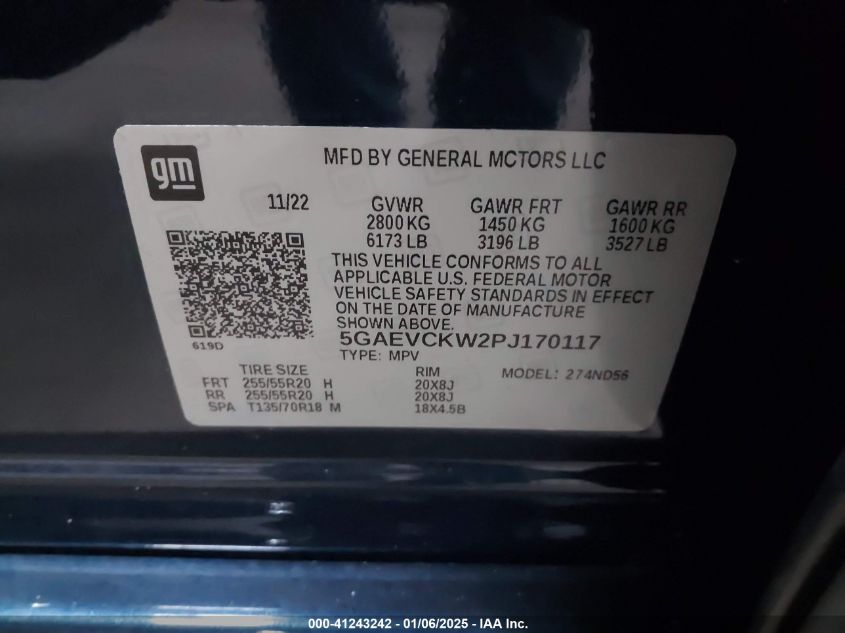 gm
MFD BY GENERAL MOTORS LLC
11/22
GVWR GAWR FRT GAWR RR
2800 KG 1450 KG 1600 KG
6173 LB 3196 LB 3527 LB
THIS VEHICLE CONFORMS TO ALL
APPLICABLE U.S. FEDERAL MOTOR
VEHICLE SAFETY STANDARDS IN EFFECT
ON THE DATE OF MANUFACTURE
SHOWN ABOVE.
619D
5GAEVCKW2PJ170117
TYPE: MPV
TIRE SIZE RIM MODEL: 274ND56
FRT 255/55R20 H 20X8J
RR 255/55R20 H 20X8J
SPA T135/70R18 M 18X4.5B
000-41243242 - 01/06/2025 - IAA Inc.